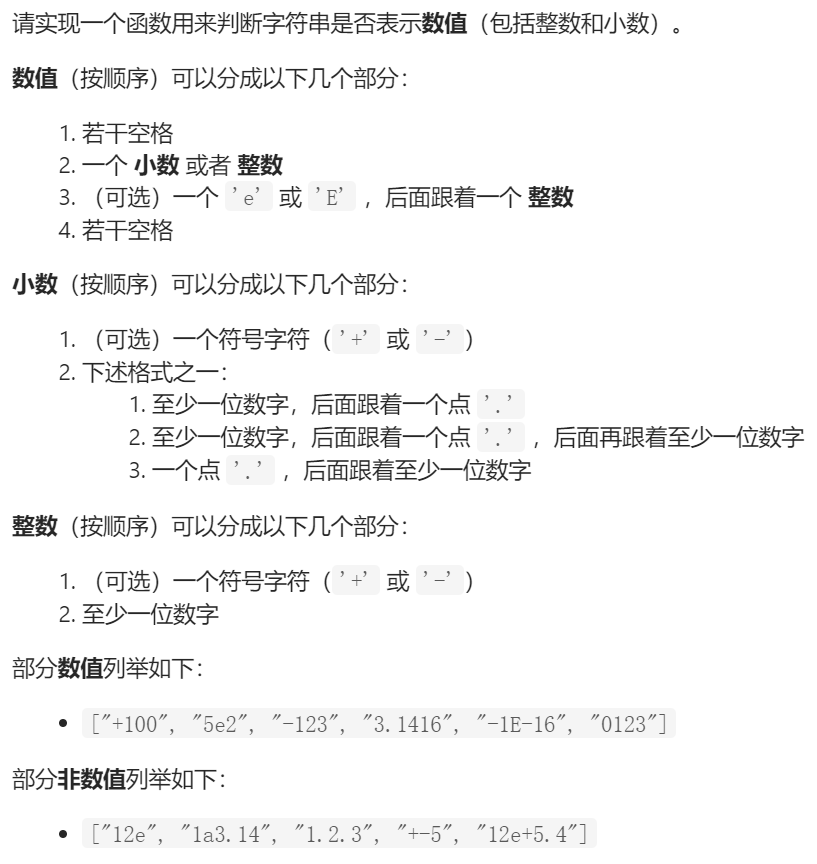 请实现一个函数用来判断字符串是否表示数值（包括整数和小数）。
数值（按顺序）可以分成以下几个部分：
1. 若干空格
2. 一个 小数 或者 整数
3. （可选）一个 'e' 或 'E' ，后面跟着一个 整数
4. 若干空格
小数（按顺序）可以分成以下几个部分：
1. （可选）一个符号字符（'+' 或 '-'）
2. 下述格式之一：
1. 至少一位数字，后面跟着一个点 '.'
2. 至少一位数字，后面跟着一个点 '.' ，后面再跟着至少一位数字
3. 一个点 '.' ，后面跟着至少一位数字
整数（按顺序）可以分成以下几个部分：
1. （可选）一个符号字符（'+' 或 '-'）
2. 至少一位数字
部分数值列举如下：
• ["+100", "5e2", "-123", "3.1416", "-1E-16", "0123"]
部分非数值列举如下：
• ["12e", "1a3.14", "1.2.3", "+-5", "12e+5.4"]